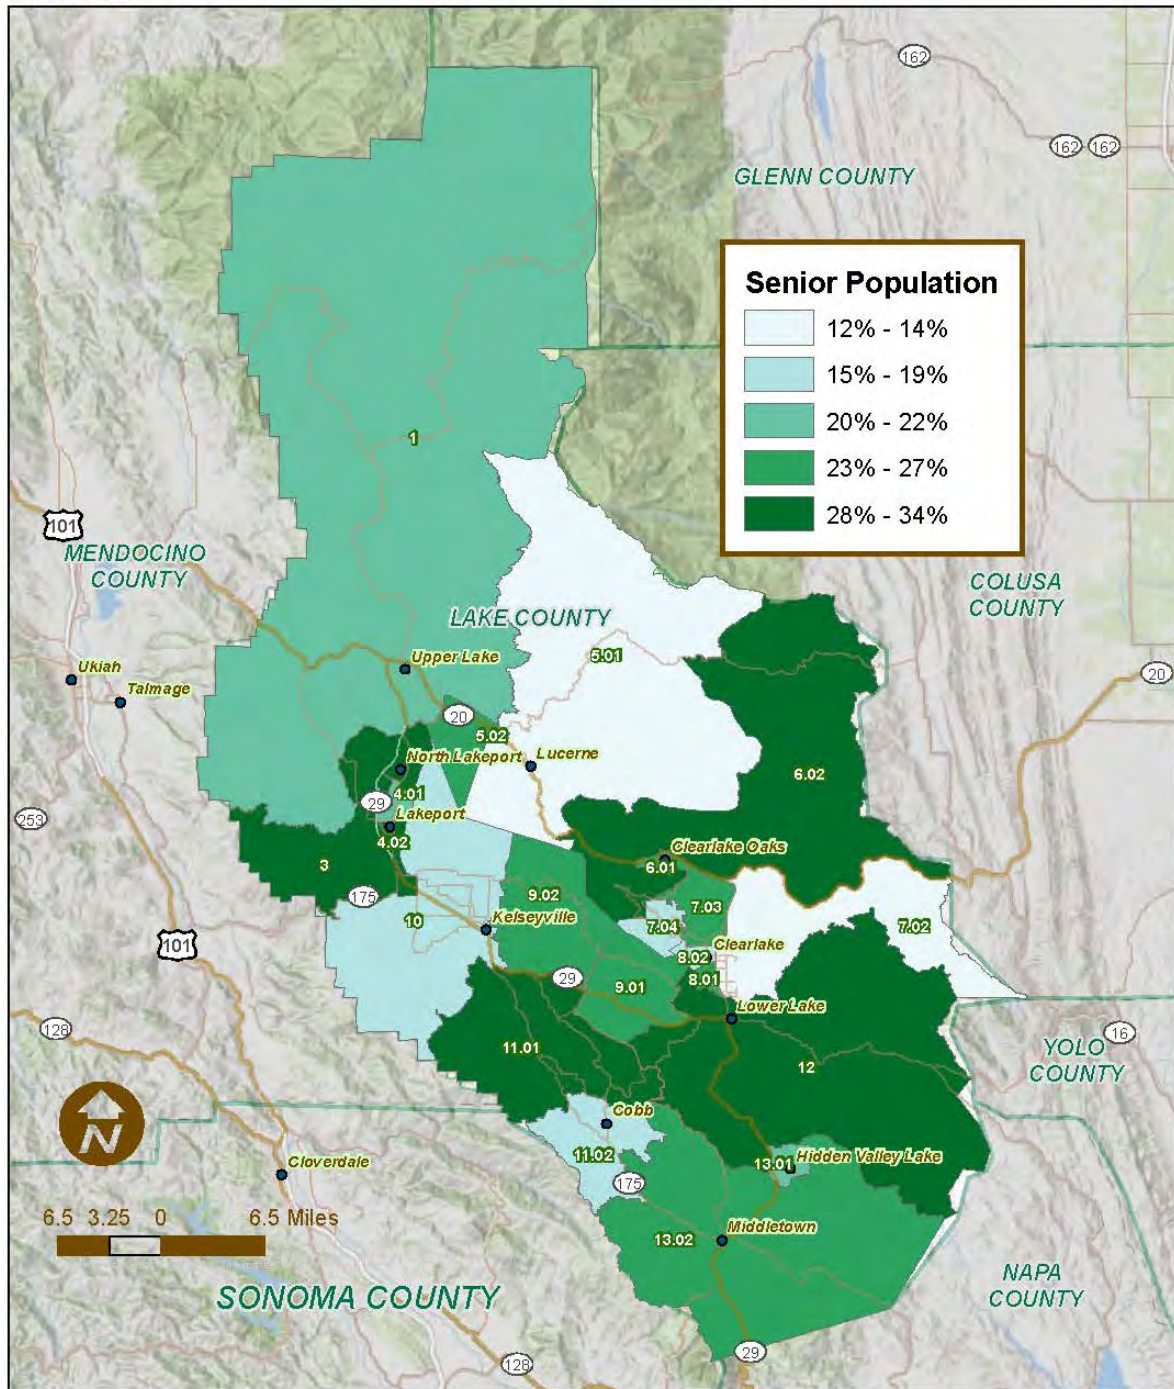 162
162
162
GLENN COUNTY
Senior Population
12% - 14%
15% - 19%
20% - 22%
23% - 27%
28% - 34%
1
101
MENDOCINO
COUNTY
COLUSA
COUNTY
LAKE COUNTY
5.01
Upper Lake
Ukiah
Talmage
20
20
5.02
North Lakeport
Lucerne
6.02
4.01
29
Lakeport
253
4.02
Clearlake Oaks
6.01
3
175
9.02
7.03
10
Kelseyville
7.04
7.02
101
Clearlake
8.02
29
8.01
9.01
Lower Lake
128
16
11.01
YOLO
COUNTY
12
N
Cobb
11.02
Hidden Valley Lake
13.01
Cloverdale
175
6.5 3.25 0 6.5 Miles
Middletown
13.02
SONOMA COUNTY
NAPA
COUNTY
29
128